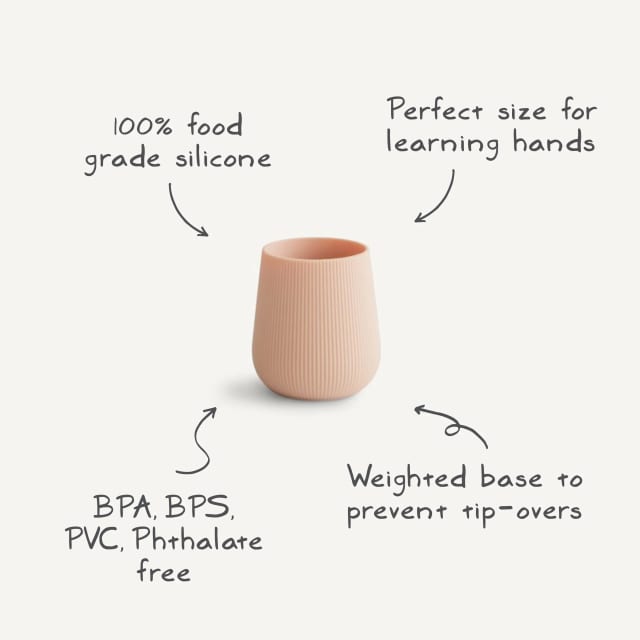 100% food
grade silicone
Perfect size for
learning hands
BPA, BPS,
PVC, Phthalate
free
Weighted base to
prevent tip-overs